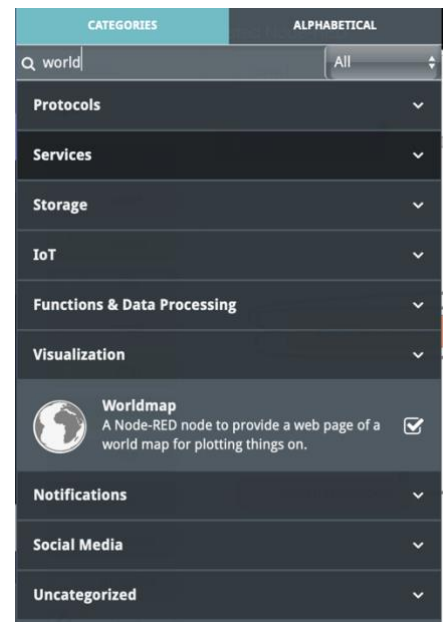 CATEGORIES ALPHABETICAL
world All
Protocols
Services
Storage
IoT
Functions & Data Processing
Visualization
Worldmap
A Node-RED node to provide a web page of a
world map for plotting things on.
Notifications
Social Media
Uncategorized